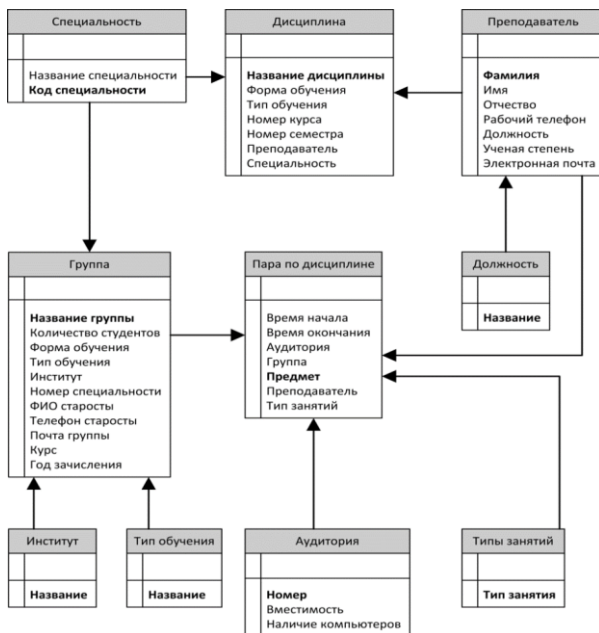 Специальность
Название специальности
Код специальности
Дисциплина
Название дисциплины
Форма обучения
Тип обучения
Номер курса
Номер семестра
Преподаватель
Специальность
Преподаватель
Фамилия
Имя
Отчество
Рабочий телефон
Должность
Ученая степень
Электронная почта
Группа
Название группы
Количество студентов
Форма обучения
Тип обучения
Институт
Номер специальности
ФИО старосты
Телефон старосты
Почта группы
Курс
Год зачисления
Пара по дисциплине
Время начала
Время окончания
Аудитория
Группа
Предмет
Преподаватель
Тип занятий
Должность
Название
Институт
Название
Тип обучения
Название
Аудитория
Номер
Вместимость
Наличие компьютеров
Типы занятий
Тип занятия